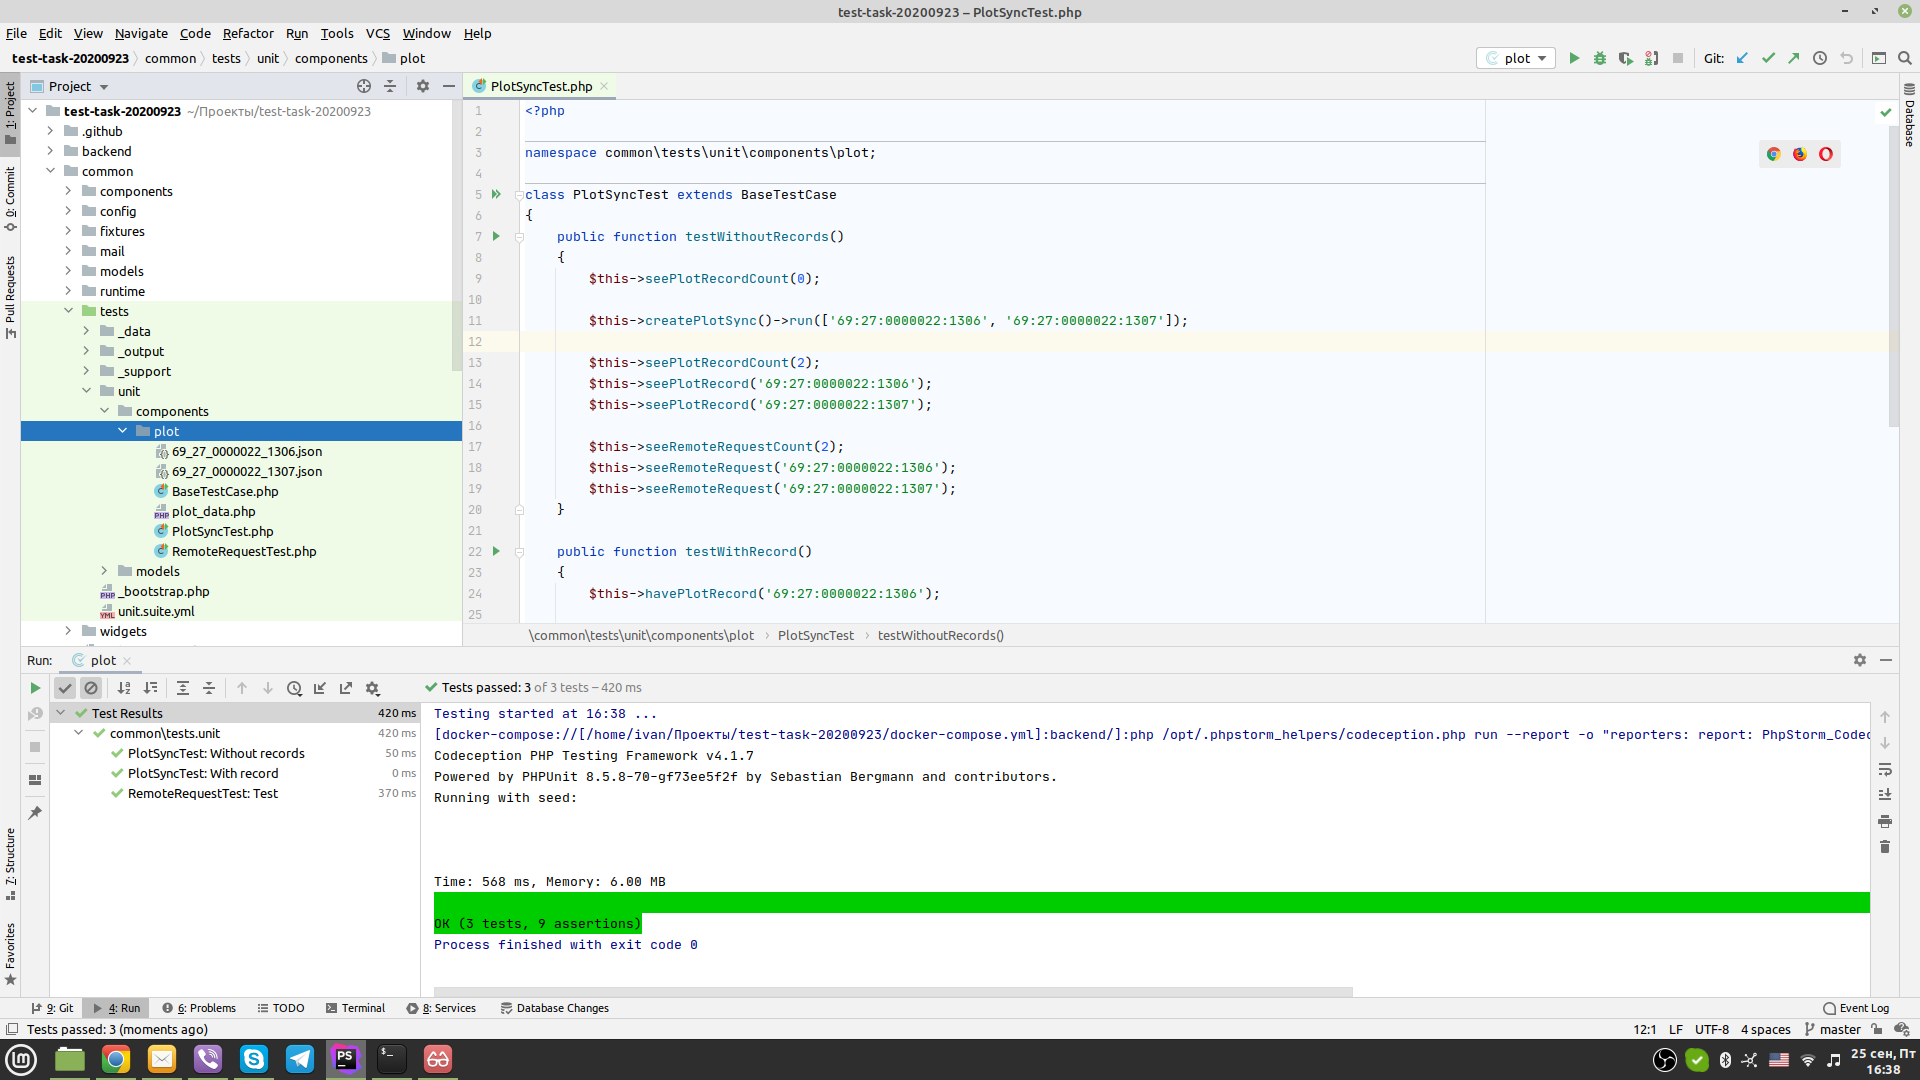 test-task-20200923 – PlotSyncTest.php
File Edit View Navigate Code Refactor Run Tools VCS Window Help
test-task-20200923 common tests unit components plot
plot
Git:
Project
PlotSyncTest.php
1: Project
0: Commit
Pull Requests
7: Structure
Favorites
Database
test-task-20200923 ~/Проекты/test-task-20200923
.github
backend
common
components
config
fixtures
mail
models
runtime
tests
_data
_output
_support
unit
components
plot
69_27_0000022_1306.json
69_27_0000022_1307.json
BaseTestCase.php
plot_data.php
PlotSyncTest.php
RemoteRequestTest.php
models
_bootstrap.php
unit.suite.yml
widgets
1 <?php
2
3 namespace common\tests\unit\components\plot;
4
5 class PlotSyncTest extends BaseTestCase
6 {
7 public function testWithoutRecords()
8 {
9 $this->seePlotRecordCount(0);
10
11 $this->createPlotSync()->run(['69:27:0000022:1306', '69:27:0000022:1307']);
12
13 $this->seePlotRecordCount(2);
14 $this->seePlotRecord('69:27:0000022:1306');
15 $this->seePlotRecord('69:27:0000022:1307');
16
17 $this->seeRemoteRequestCount(2);
18 $this->seeRemoteRequest('69:27:0000022:1306');
19 $this->seeRemoteRequest('69:27:0000022:1307');
20 }
21
22 public function testWithRecord()
23 {
24 $this->havePlotRecord('69:27:0000022:1306');
25
\common\tests\unit\components\plot › PlotSyncTest › testWithoutRecords()
Run: plot
Tests passed: 3 of 3 tests – 420 ms
Test Results 420 ms
common\tests.unit 420 ms
PlotSyncTest: Without records 50 ms
PlotSyncTest: With record 0 ms
RemoteRequestTest: Test 370 ms
Testing started at 16:38 ...
[docker-compose://[/home/ivan/Проекты/test-task-20200923/docker-compose.yml]:backend/]:php /opt/.phpstorm_helpers/codeception.php run --report -o "reporters: report: PhpStorm_Codec
Codeception PHP Testing Framework v4.1.7
Powered by PHPUnit 8.5.8-70-gf73ee5f2f by Sebastian Bergmann and contributors.
Running with seed:
Time: 568 ms, Memory: 6.00 MB
OK (3 tests, 9 assertions)
Process finished with exit code 0
9: Git 4: Run 6: Problems TODO Terminal 8: Services Database Changes Event Log
Tests passed: 3 (moments ago) 12:1 LF UTF-8 4 spaces master
25 сен, Пт
16:38